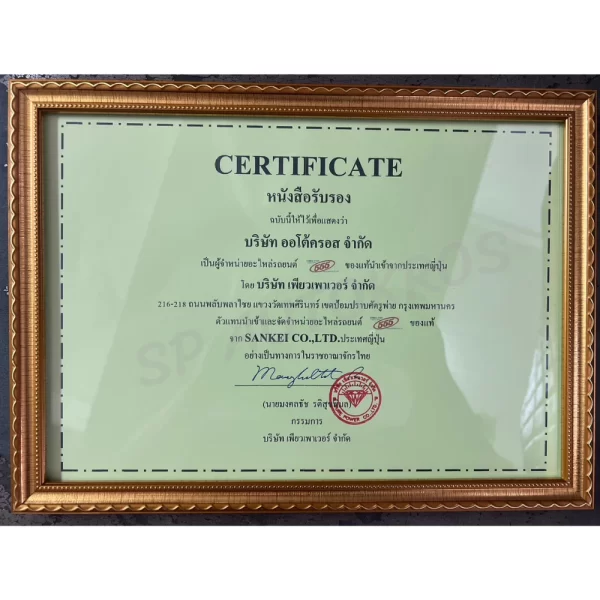 CERTIFICATE
หนังสือรับรอง
ฉบับนี้ให้ไว้เพื่อแสดงว่า
บริษัท ออโต้ครอส จำกัด
เป็นผู้จำหน่ายอะไหล่รถยนต์ 555 ของแท้นำเข้าจากประเทศญี่ปุ่น
โดย บริษัท เพียวเพาเวอร์ จำกัด
216-218 ถนนพลับพลาไชย แขวงวัดเทพศิรินทร์ เขตป้อมปราบศัตรูพ่าย กรุงเทพมหานคร
ตัวแทนนำเข้าและจัดจำหน่ายอะไหล่รถยนต์ 555 ของแท้
จาก SANKEI CO.,LTD.ประเทศญี่ปุ่น
อย่างเป็นทางการในราชอาณาจักรไทย
(นายมงคลธัช
กรรมการ
บริษัท เพียวเพาเวอร์ จำกัด